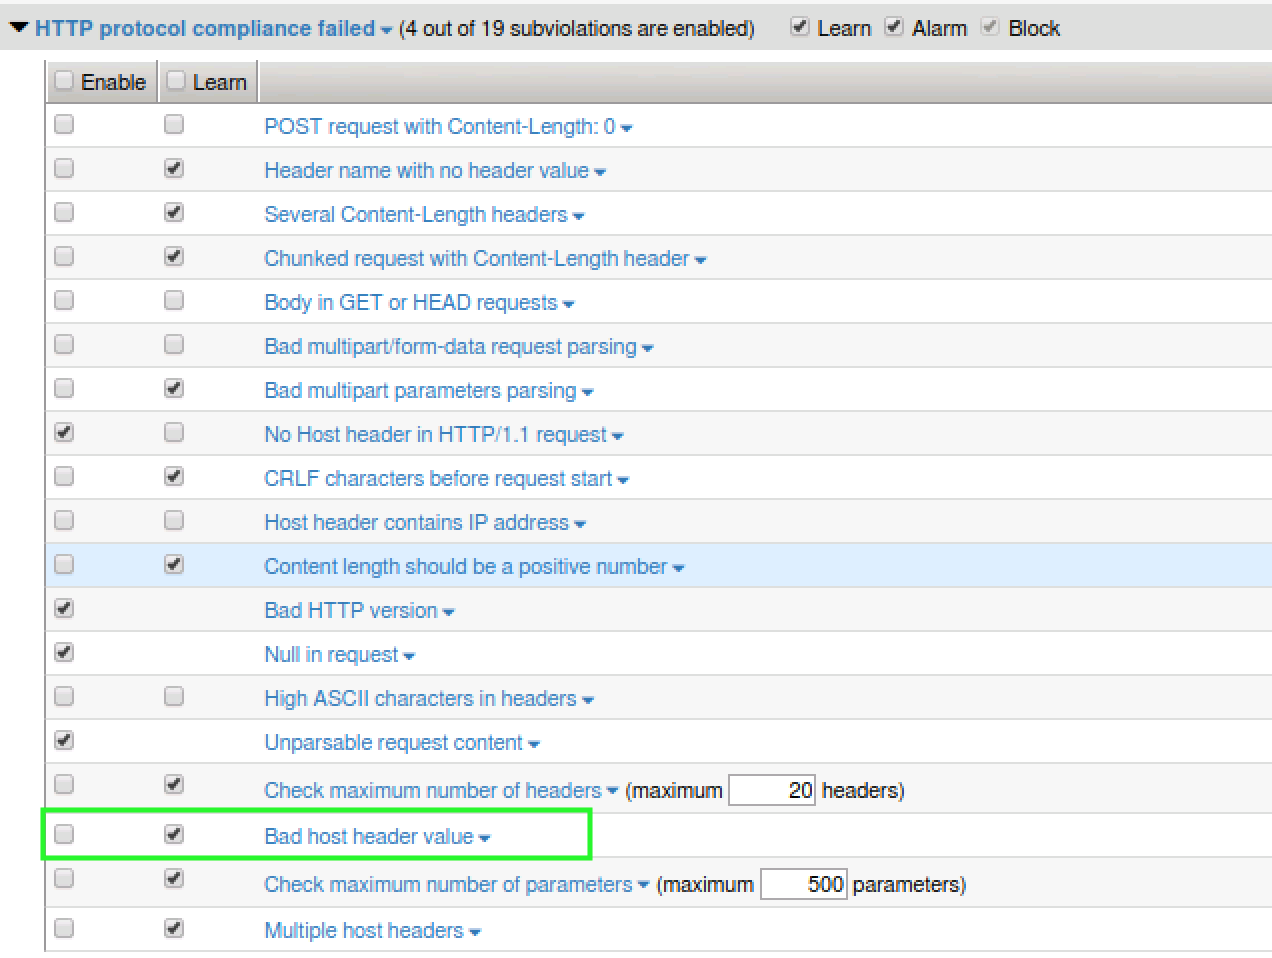 HTTP protocol compliance failed (4 out of 19 subviolations are enabled) Learn Alarm Block
Enable Learn
POST request with Content-Length: 0
Header name with no header value
Several Content-Length headers
Chunked request with Content-Length header
Body in GET or HEAD requests
Bad multipart/form-data request parsing
Bad multipart parameters parsing
No Host header in HTTP/1.1 request
CRLF characters before request start
Host header contains IP address
Content length should be a positive number
Bad HTTP version
Null in request
High ASCII characters in headers
Unparsable request content
Check maximum number of headers (maximum 20 headers)
Bad host header value
Check maximum number of parameters (maximum 500 parameters)
Multiple host headers